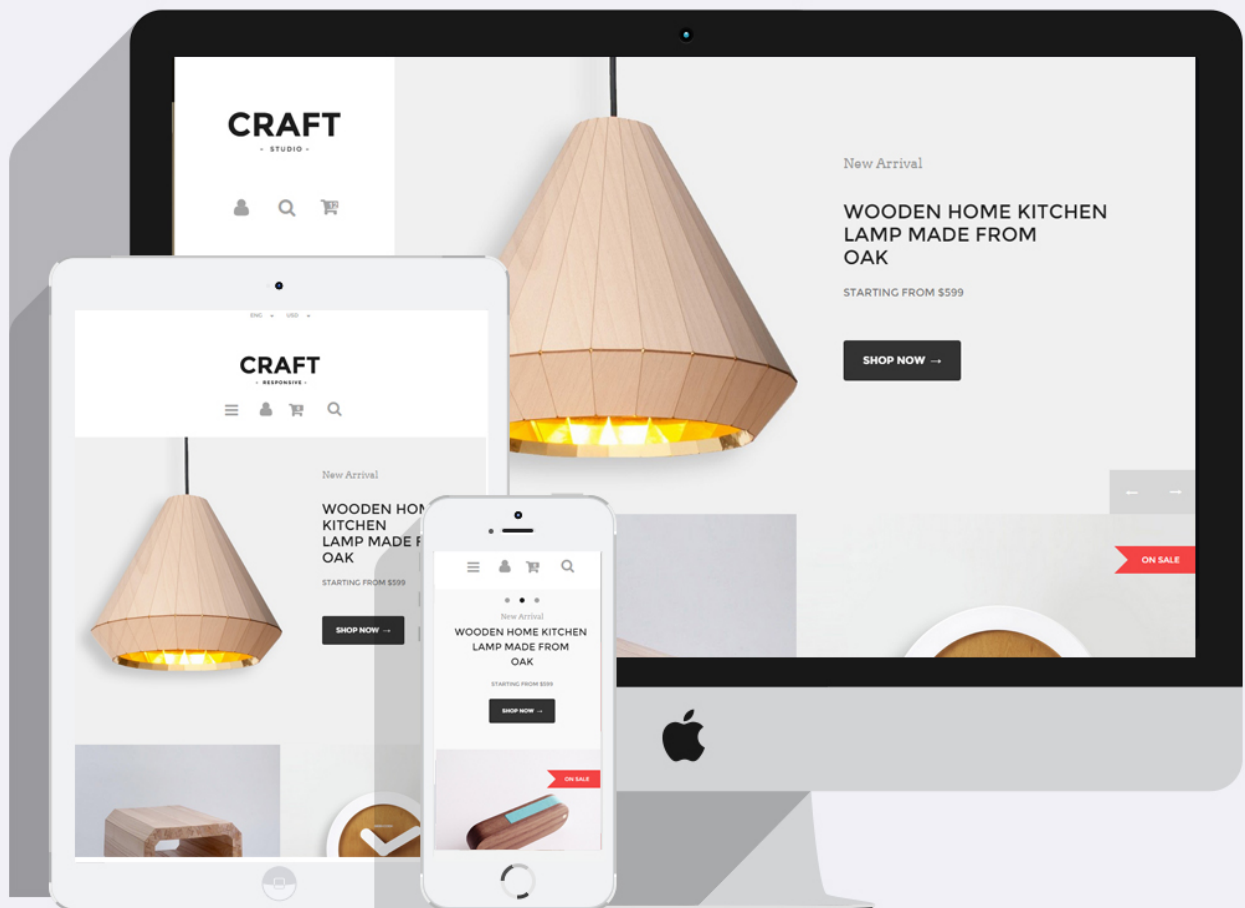 CRAFT
- STUDIO -
New Arrival
WOODEN HOME KITCHEN
LAMP MADE FROM
OAK
STARTING FROM $599
SHOP NOW →
← →
ON SALE
ENG USD
CRAFT
- RESPONSIVE -
New Arrival
WOODEN HOM
KITCHEN
LAMP MADE F
OAK
STARTING FROM $599
SHOP NOW →
New Arrival
WOODEN HOME KITCHEN
LAMP MADE FROM
OAK
STARTING FROM $599
SHOP NOW →
ON SALE